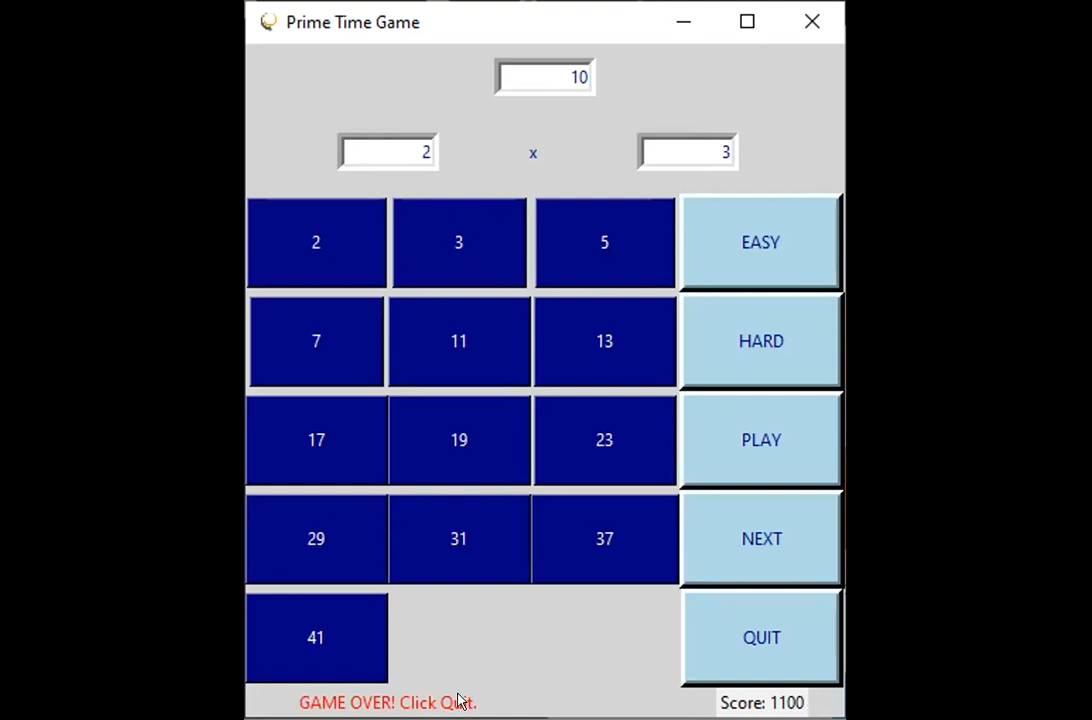 Prime Time Game
10
2 x 3
2 3 5 EASY
7 11 13 HARD
17 19 23 PLAY
29 31 37 NEXT
41 QUIT
GAME OVER! Click Quit. Score: 1100